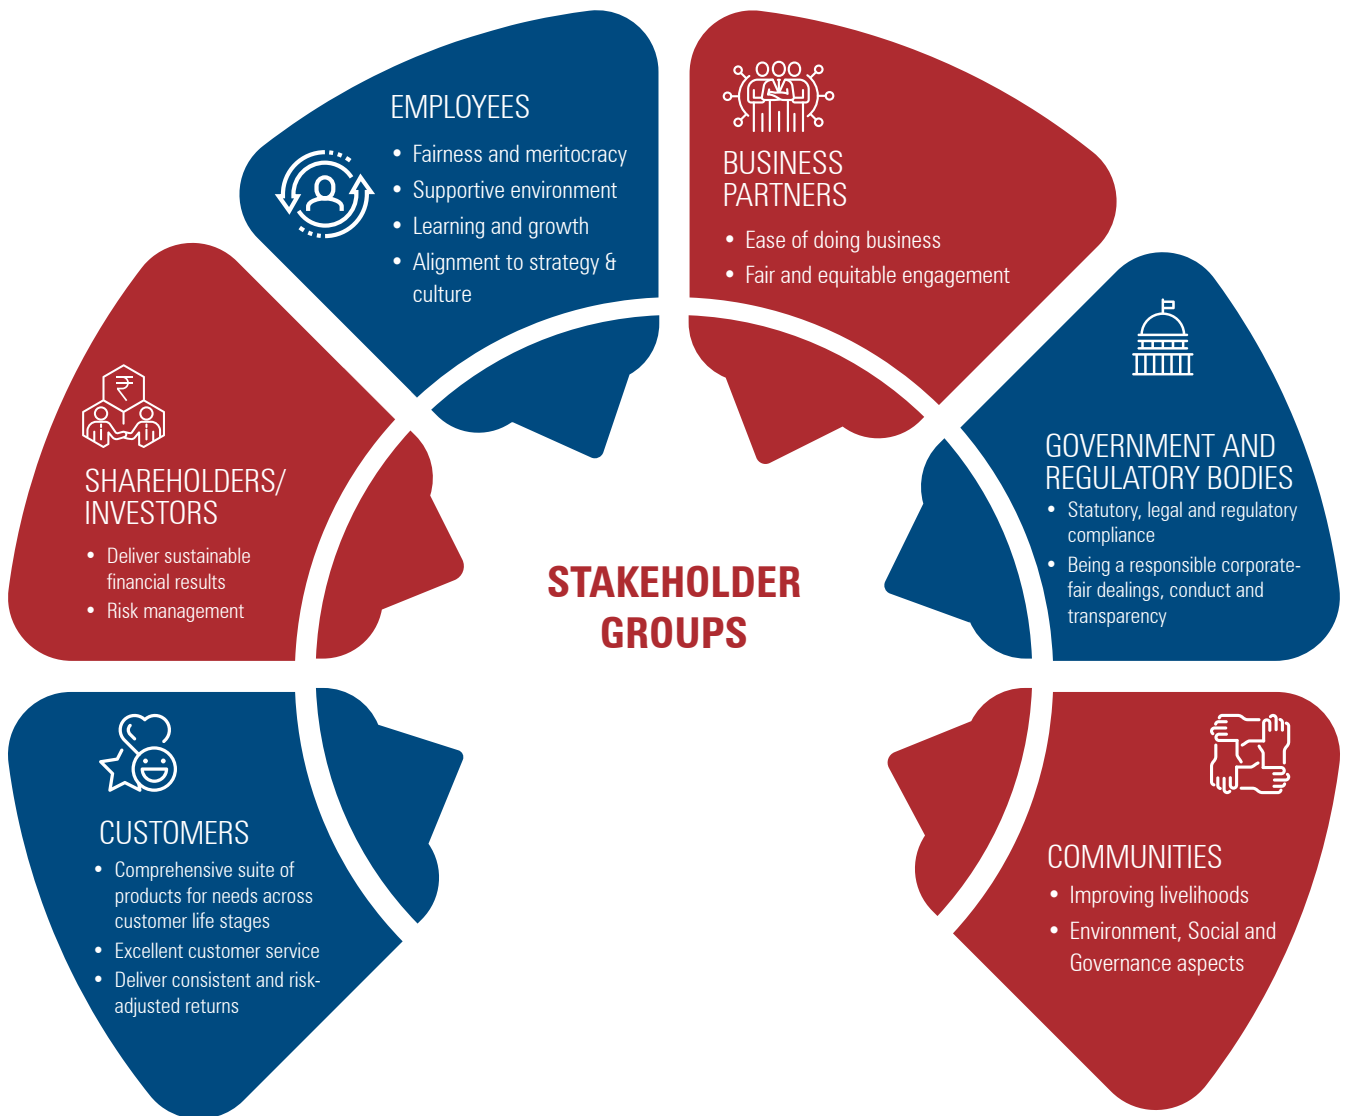 EMPLOYEES
• Fairness and meritocracy
• Supportive environment
• Learning and growth
• Alignment to strategy &
culture
BUSINESS
PARTNERS
• Ease of doing business
• Fair and equitable engagement
SHAREHOLDERS/
INVESTORS
• Deliver sustainable
financial results
• Risk management
GOVERNMENT AND
REGULATORY BODIES
• Statutory, legal and regulatory
compliance
• Being a responsible corporate-
fair dealings, conduct and
transparency
STAKEHOLDER
GROUPS
CUSTOMERS
• Comprehensive suite of
products for needs across
customer life stages
• Excellent customer service
• Deliver consistent and risk-
adjusted returns
COMMUNITIES
• Improving livelihoods
• Environment, Social and
Governance aspects
₹